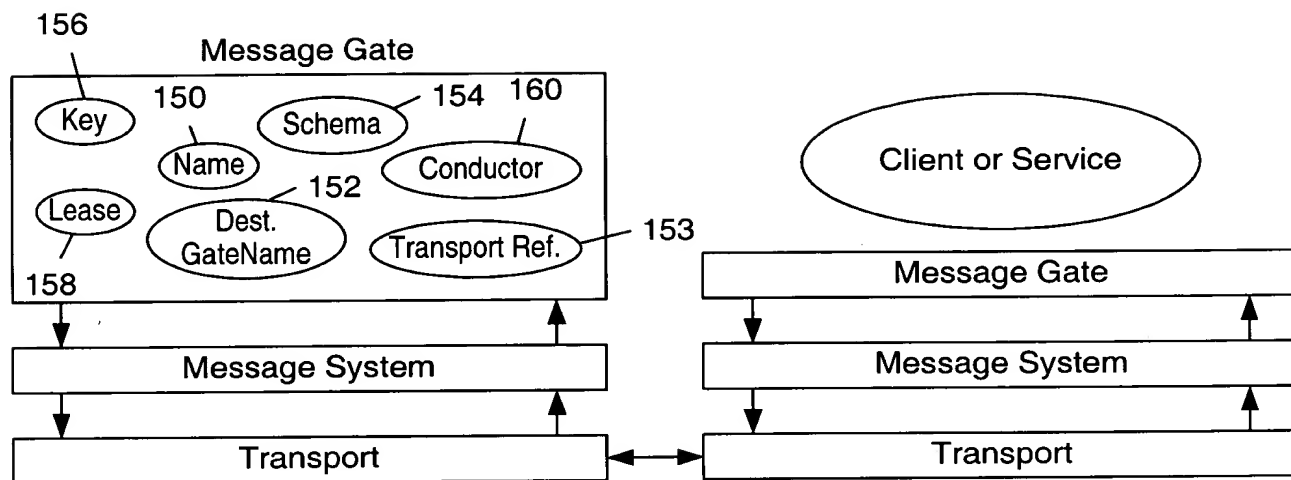 156
Message Gate
150
154
160
Key
Schema
Name
Conductor
Client or Service
152
Lease
Dest.
GateName
Transport Ref.
153
158
Message Gate
Message System
Message System
Transport
Transport